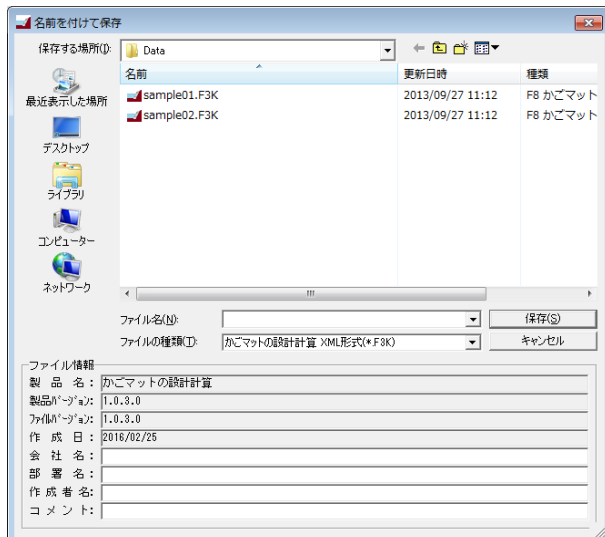 名前を付けて保存
保存する場所(I):
Data
名前
更新日時
種類
sample01.F3K
2013/09/27 11:12
F8 かごマット
sample02.F3K
2013/09/27 11:12
F8 かごマット
最近表示した場所
デスクトップ
ライブラリ
コンピューター
ネットワーク
ファイル名(N):
保存(S)
ファイルの種類(T):
かごマットの設計計算 XML形式(*.F3K)
キャンセル
ファイル情報
製 品 名:
かごマットの設計計算
製品バージョン:
1.0.3.0
ファイルバージョン:
1.0.3.0
作 成 日:
2016/02/25
会 社 名:
部 署 名:
作 成 者 名:
コ メ ン ト: